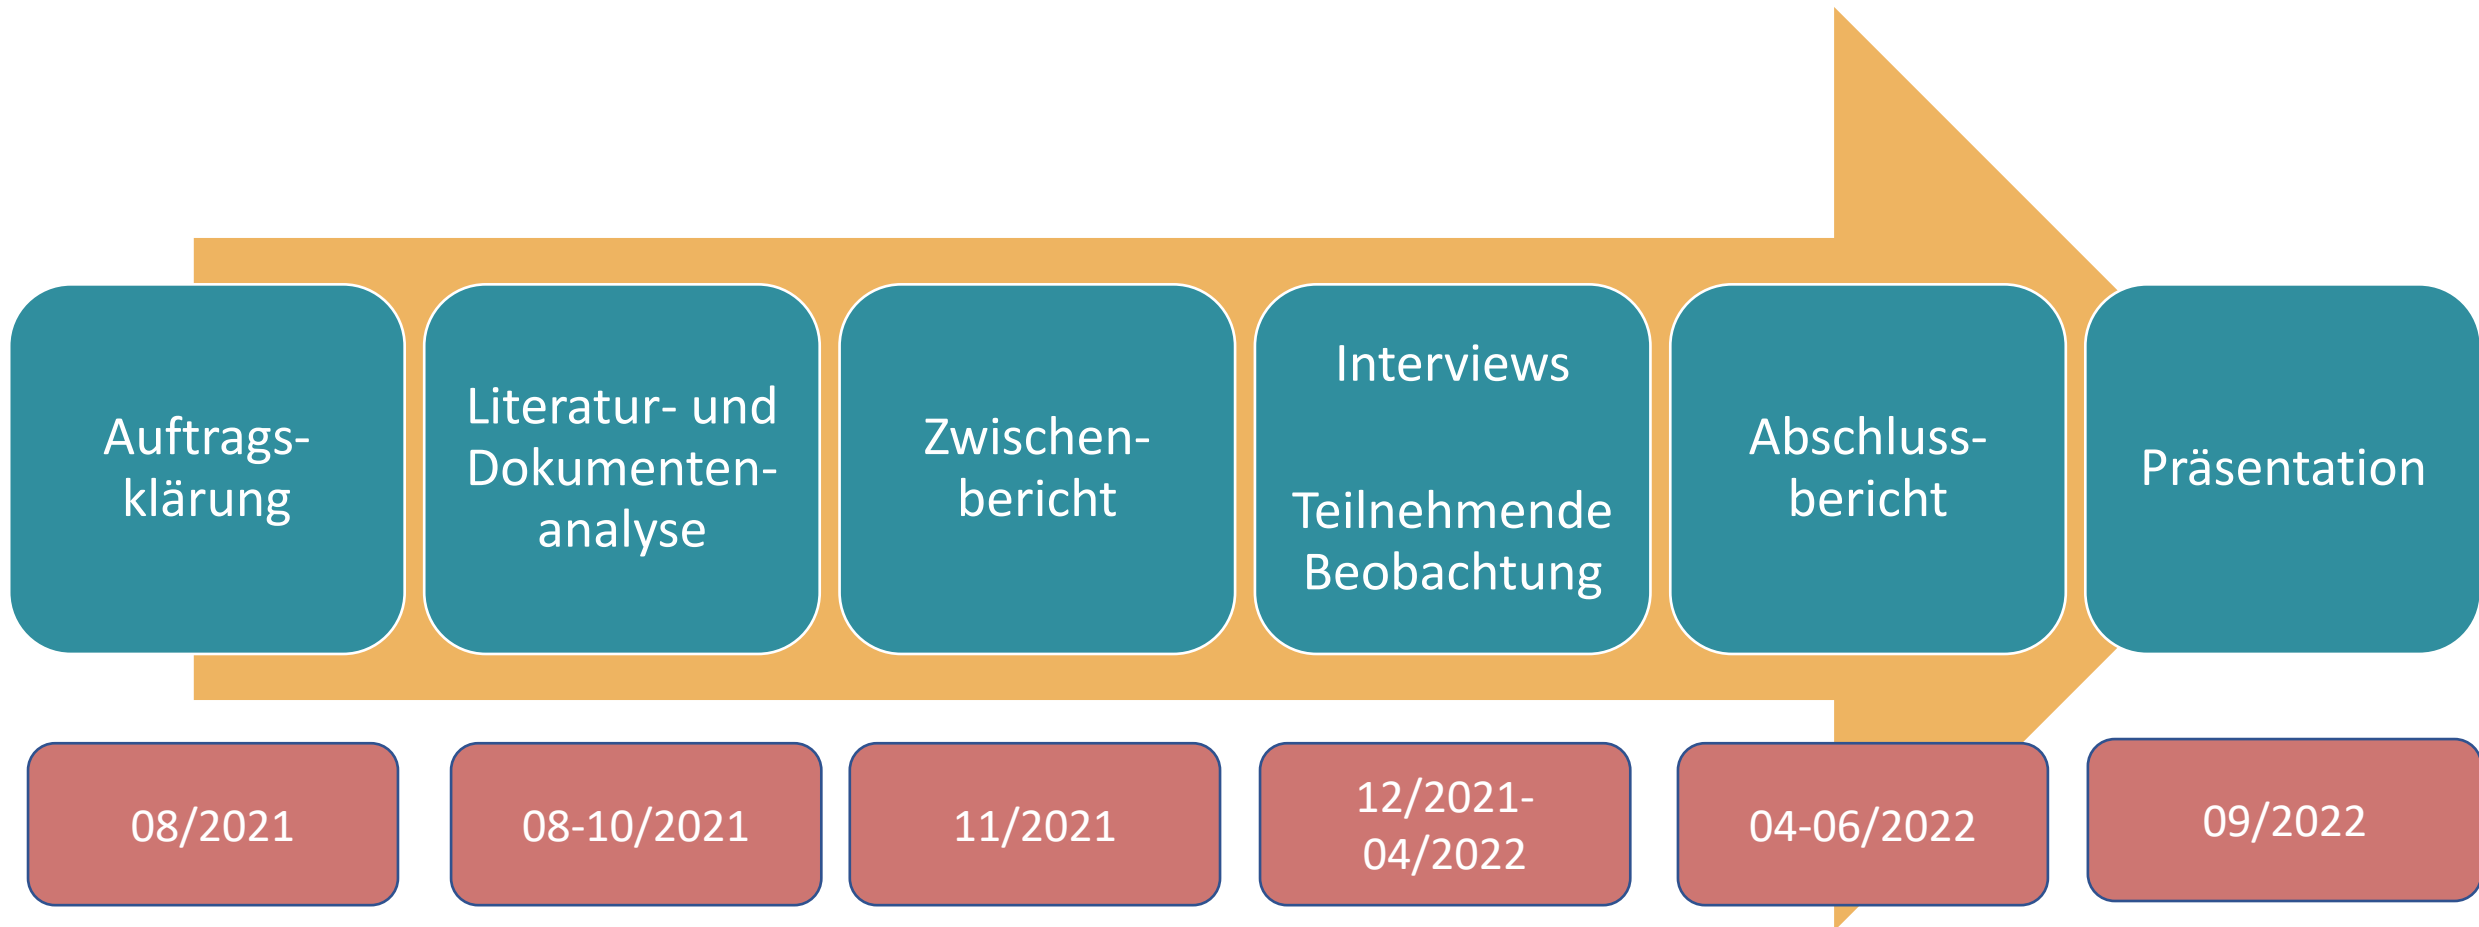 Auftrags-
klärung
Literatur- und
Dokumenten-
analyse
Zwischen-
bericht
Interviews
Teilnehmende
Beobachtung
Abschluss-
bericht
Präsentation
08/2021
08-10/2021
11/2021
12/2021-
04/2022
04-06/2022
09/2022